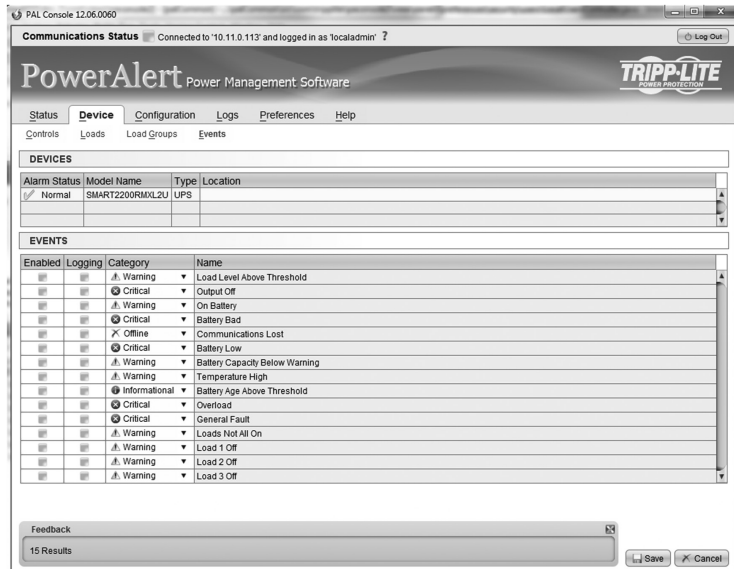 PAL Console 12.06.0060
Communications Status Connected to '10.11.0.113' and logged in as 'localadmin' ? Log Out
PowerAlert Power Management Software
TRIPP·LITE
POWER PROTECTION
Status Device Configuration Logs Preferences Help
Controls Loads Load Groups Events
DEVICES
Alarm Status Model Name Type Location
Normal SMART2200RMXL2U UPS
EVENTS
Enabled Logging Category Name
Warning Load Level Above Threshold
Critical Output Off
Warning On Battery
Critical Battery Bad
Offline Communications Lost
Critical Battery Low
Warning Battery Capacity Below Warning
Warning Temperature High
Informational Battery Age Above Threshold
Critical Overload
Critical General Fault
Warning Loads Not All On
Warning Load 1 Off
Warning Load 2 Off
Warning Load 3 Off
Feedback
15 Results
Save Cancel